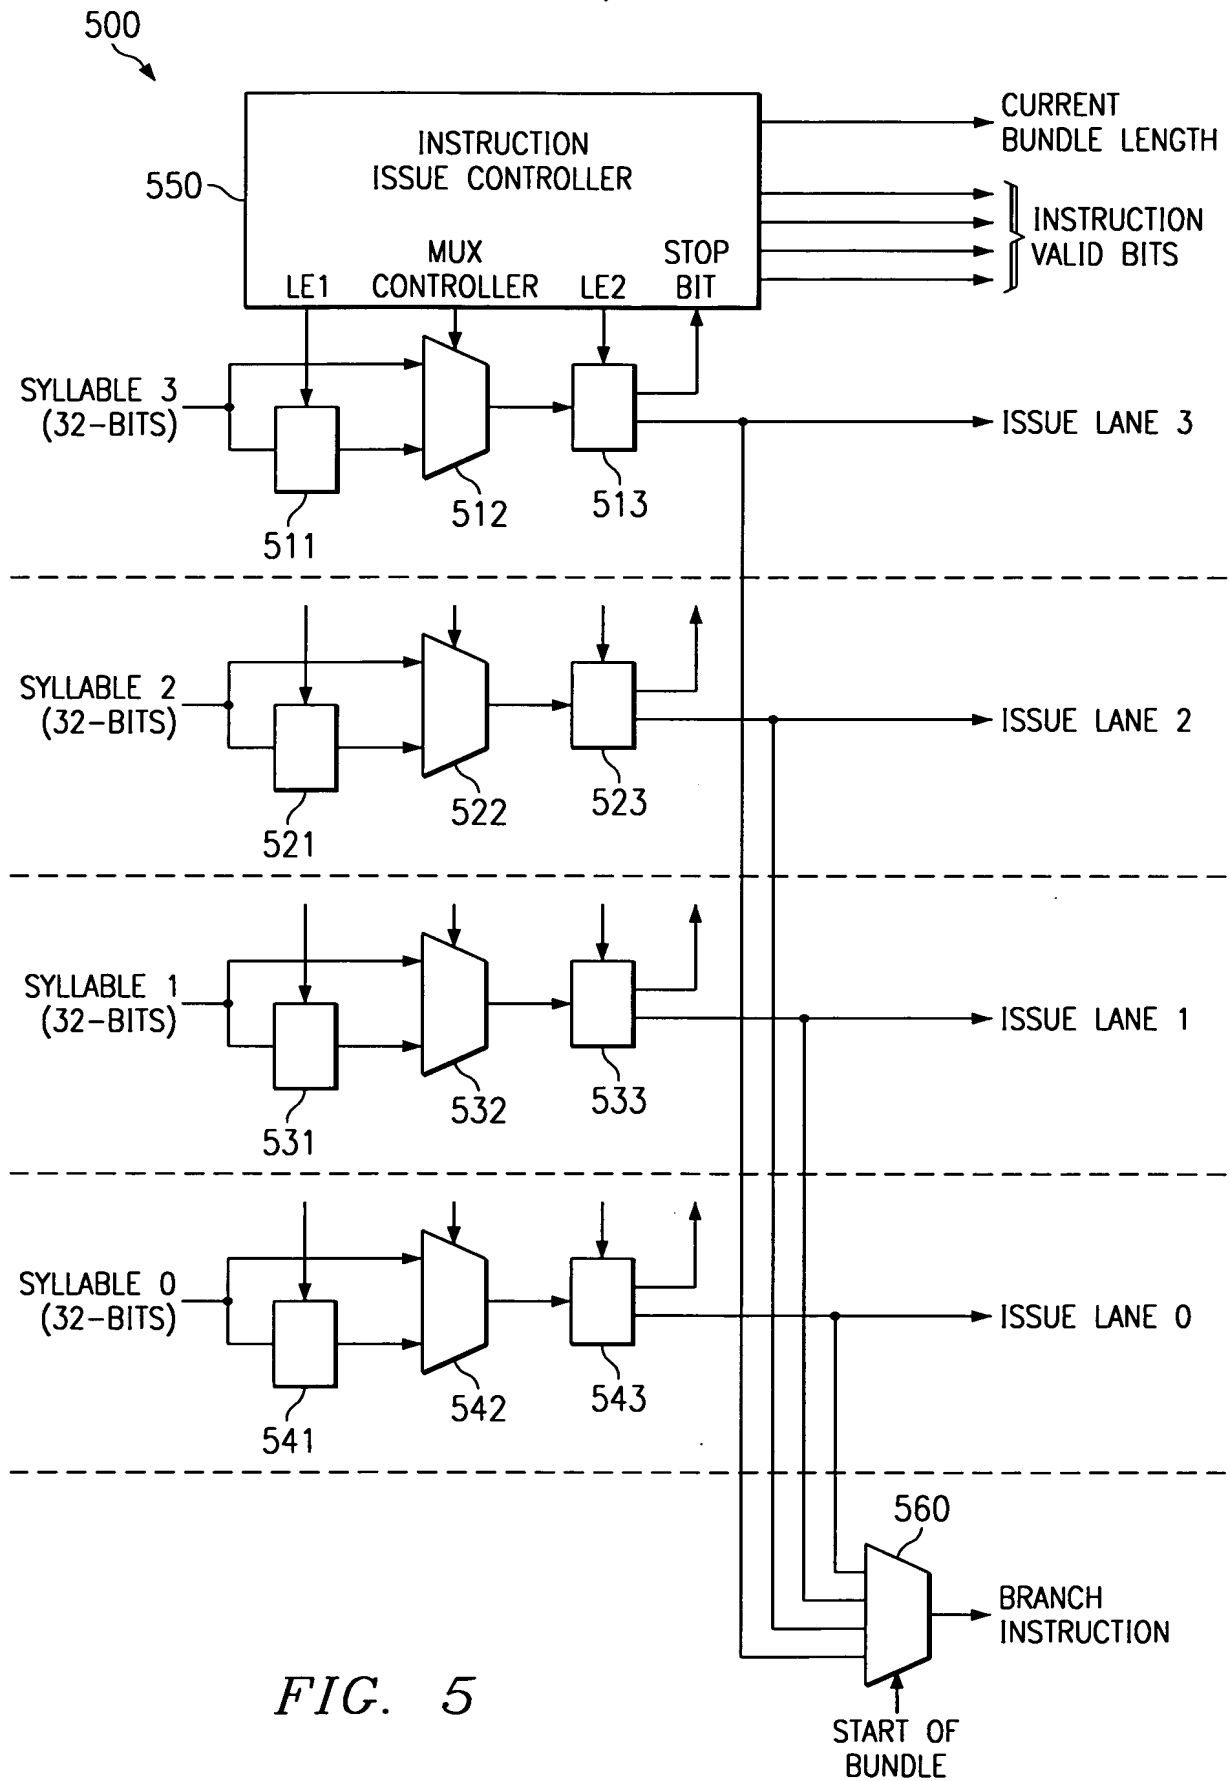 500
CURRENT
BUNDLE LENGTH
INSTRUCTION
ISSUE CONTROLLER
550
INSTRUCTION
VALID BITS
LE1
MUX
CONTROLLER
LE2
STOP
BIT
SYLLABLE 3
(32-BITS)
ISSUE LANE 3
511
512
513
SYLLABLE 2
(32-BITS)
ISSUE LANE 2
521
522
523
SYLLABLE 1
(32-BITS)
ISSUE LANE 1
531
532
533
SYLLABLE 0
(32-BITS)
ISSUE LANE 0
541
542
543
560
BRANCH
INSTRUCTION
START OF
BUNDLE
FIG. 5